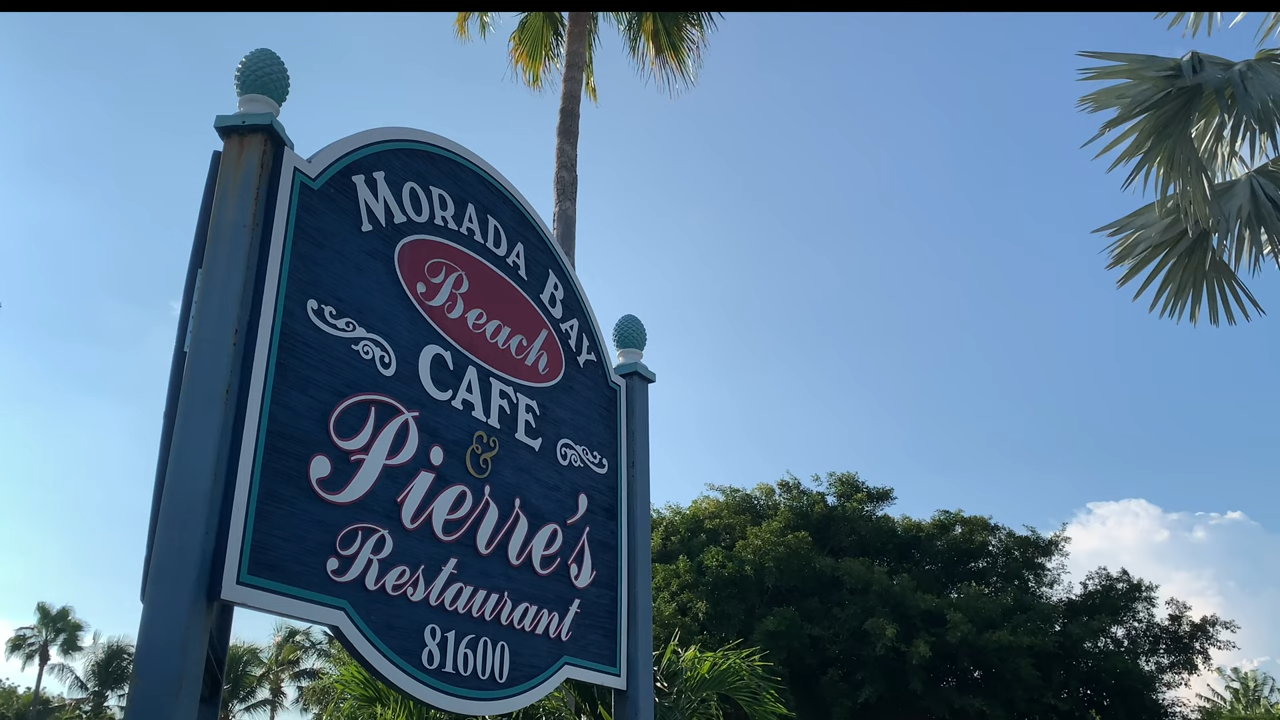 MORADA BAY
Beach
CAFE
&
Pierre's
Restaurant
81600